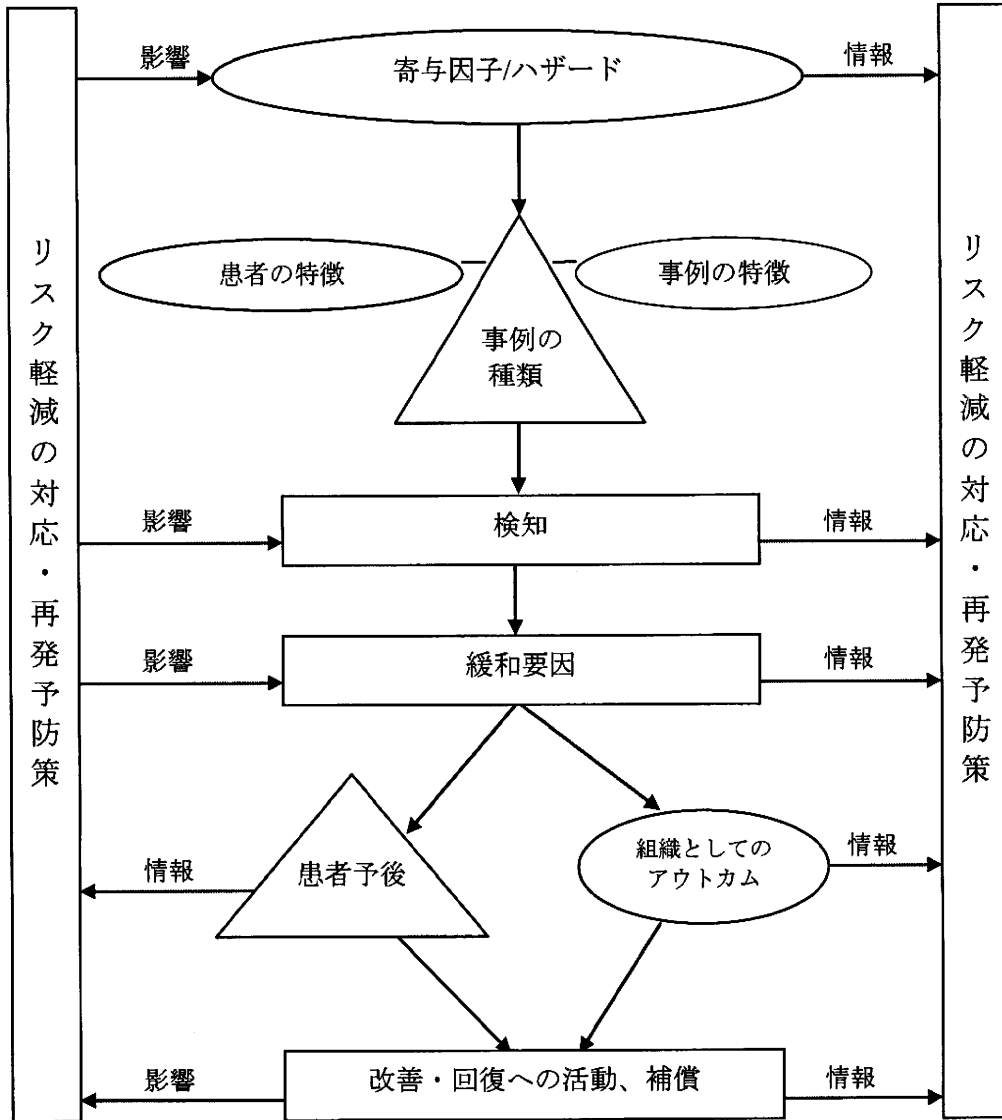 影響
寄与因子/ハザード
情報
患者の特徴
事例の特徴
事例の
種類
影響
検知
情報
影響
緩和要因
情報
情報
患者予後
組織としての
アウトカム
情報
影響
改善・回復への活動、補償
情報
リスク軽減の対応・再発予防策
リスク軽減の対応・再発予防策